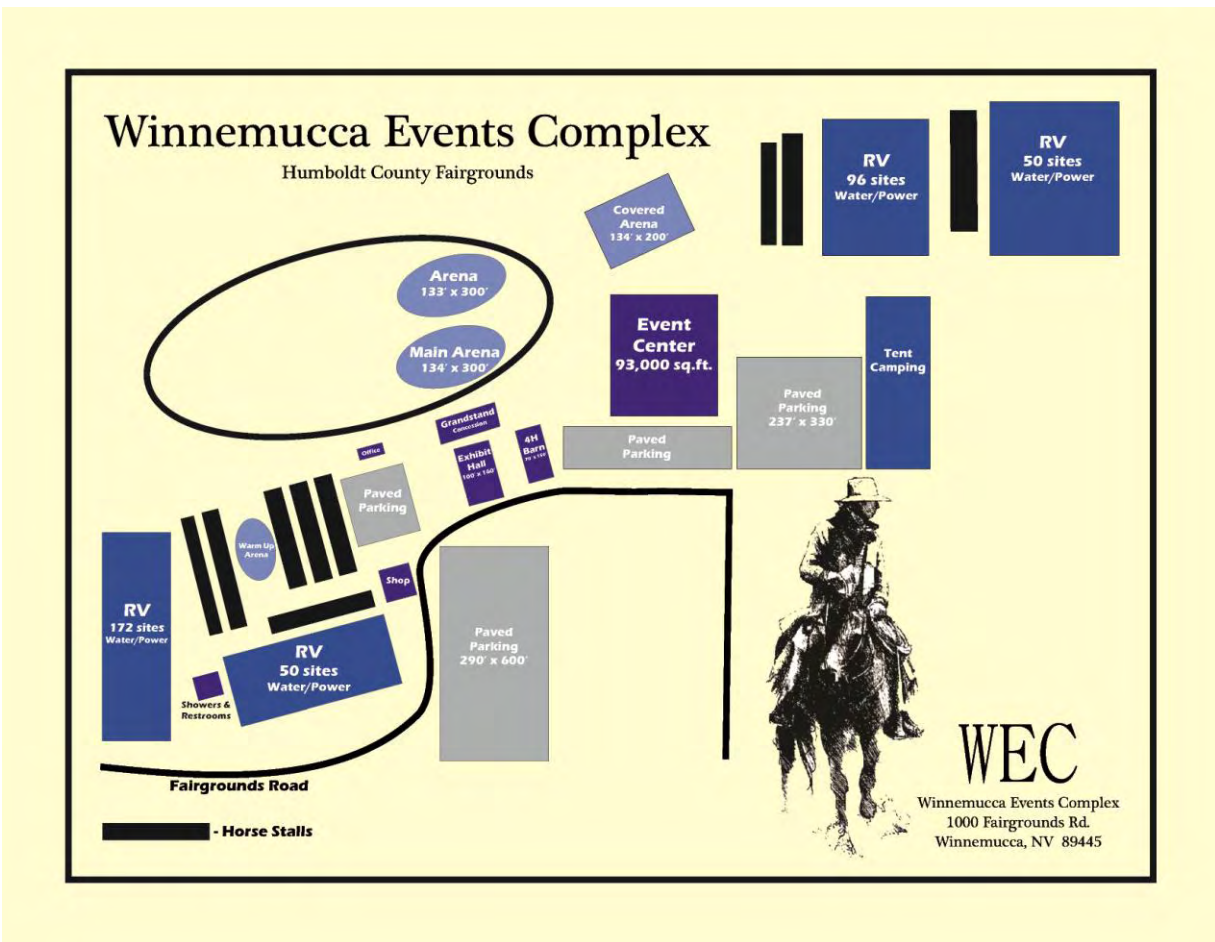 Winnemucca Events Complex
Humboldt County Fairgrounds
RV
96 sites
Water/Power
RV
50 sites
Water/Power
Covered
Arena
134' x 200'
Arena
133' x 300'
Main Arena
134' x 300'
Event
Center
93,000 sq.ft.
Tent
Camping
Paved
Parking
237' x 330'
Paved
Parking
Grandstand
Concession
Office
Exhibit
Hall
100' x 160'
4H
Barn
Paved
Parking
Warm Up
Arena
Shop
RV
172 sites
Water/Power
RV
50 sites
Water/Power
Paved
Parking
290' x 600'
Showers &
Restrooms
Fairgrounds Road
- Horse Stalls
WEC
Winnemucca Events Complex
1000 Fairgrounds Rd.
Winnemucca, NV 89445